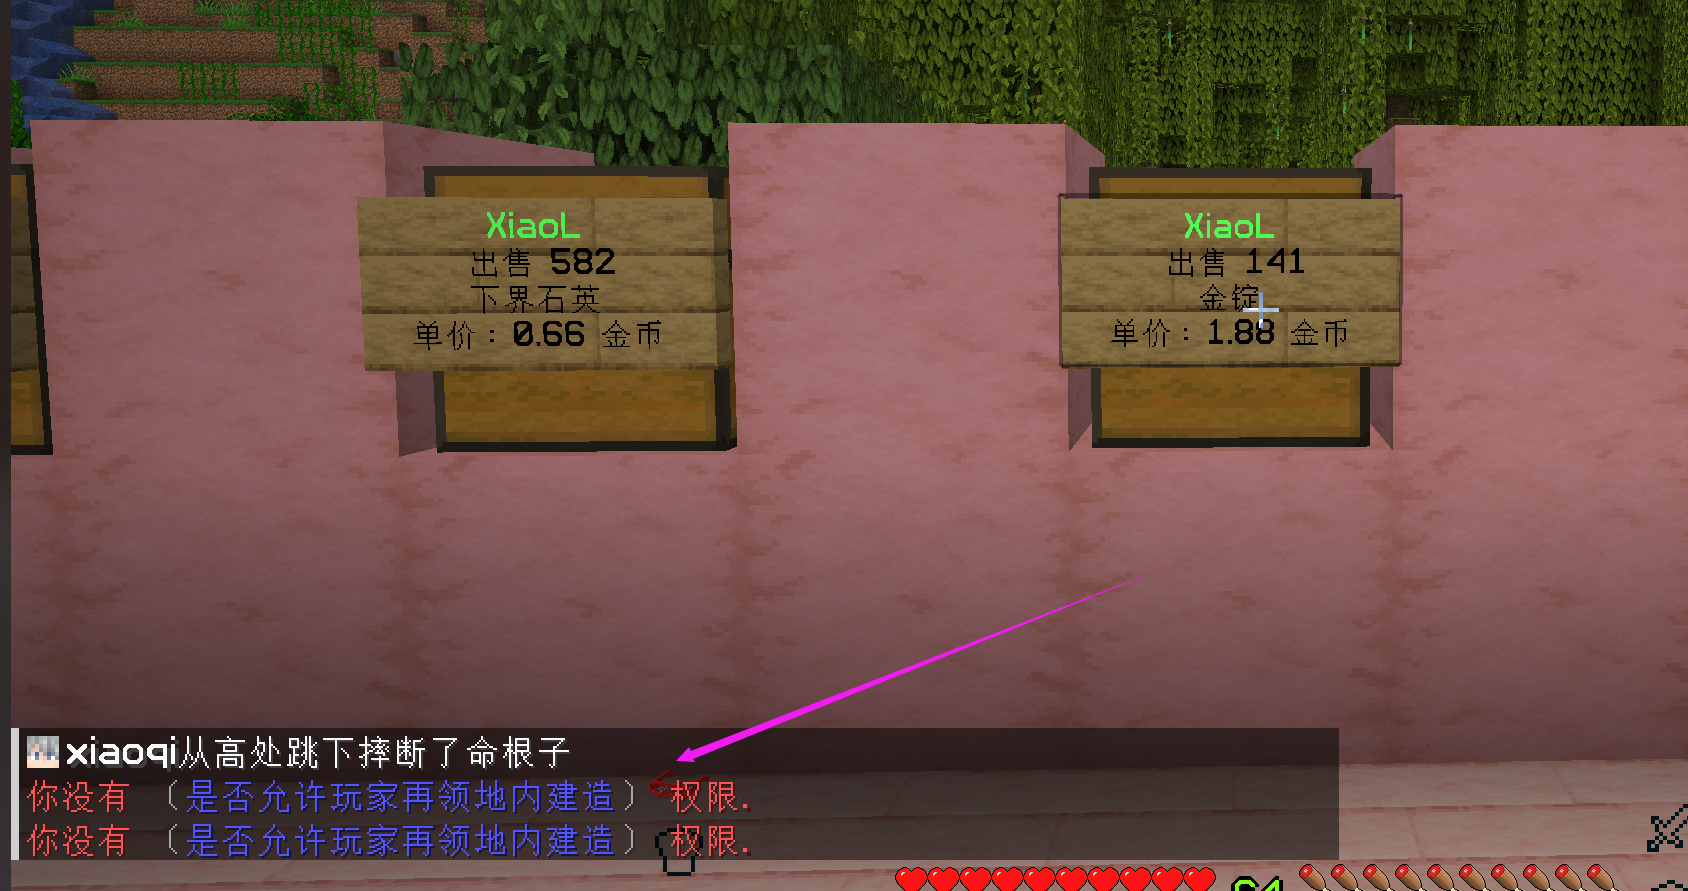 XiaoL
出售 582
下界石英
单价：0.66 金币
XiaoL
出售 141
金锭
单价：1.88 金币
xiaoqi从高处跳下摔断了命根子
你没有 （是否允许玩家再领地内建造） 权限.
你没有 （是否允许玩家再领地内建造） 权限.